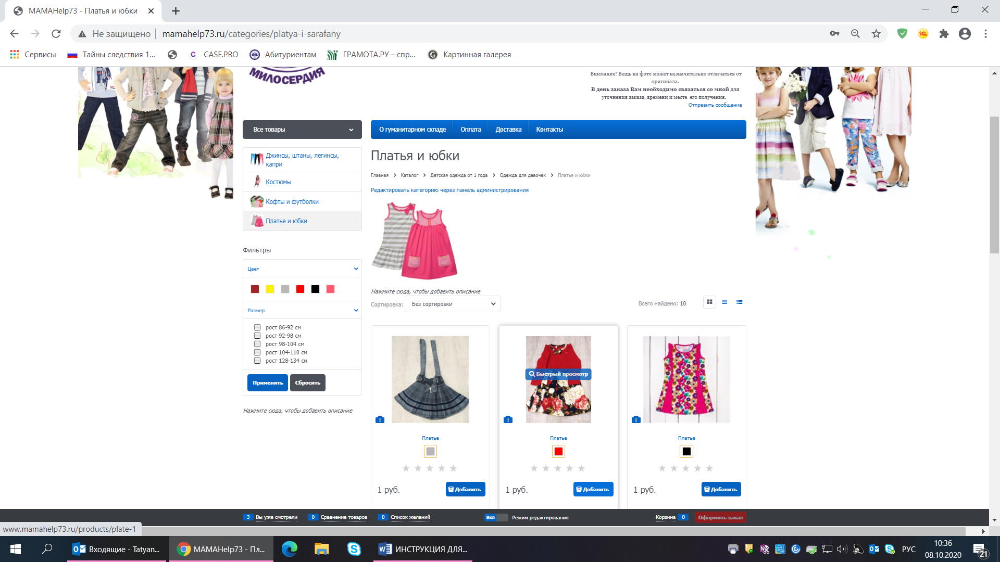 MAMAHelp73 - Платья и юбки
Не защищено
mamahelp73.ru/categories/platya-i-sarafany
Сервисы
Тайны следствия 1...
CASE.PRO
Абитуриентам
ГРАМОТА.РУ – спр...
Картинная галерея
МИЛОСЕРДИЯ
Внимание! Вещь на фото может незначительно отличаться от
оригинала.
В день заказа Вам необходимо связаться со мной для
уточнения заказа, времени и месте его получения.
Отправить сообщение
Все товары
О гуманитарном складе
Оплата
Доставка
Контакты
Джинсы, штаны, легинсы,
капри
Костюмы
Кофты и футболки
Платья и юбки
Фильтры
Цвет
Размер
рост 86-92 см
рост 92-98 см
рост 98-104 см
рост 104-110 см
рост 128-134 см
Применить
Сбросить
Нажмите сюда, чтобы добавить описание
Платья и юбки
Главная > Каталог > Детская одежда от 1 года > Одежда для девочек > Платья и юбки
Редактировать категорию через панель администрирования
Нажмите сюда, чтобы добавить описание
Сортировка: Без сортировки
Всего найдено: 10
Быстрый просмотр
1
1
1
Платье
Платье
Платье
1 руб.
Добавить
1 руб.
Добавить
1 руб.
Добавить
3 Вы уже смотрели
0 Сравнение товаров
0 Список желаний
Вкл Режим редактирования
Корзина 0
Оформить заказ
www.mamahelp73.ru/products/plate-1
Входящие - Tatyan...
MAMAHelp73 - Пл...
ИНСТРУКЦИЯ ДЛЯ...
РУС
10:36
08.10.2020
21